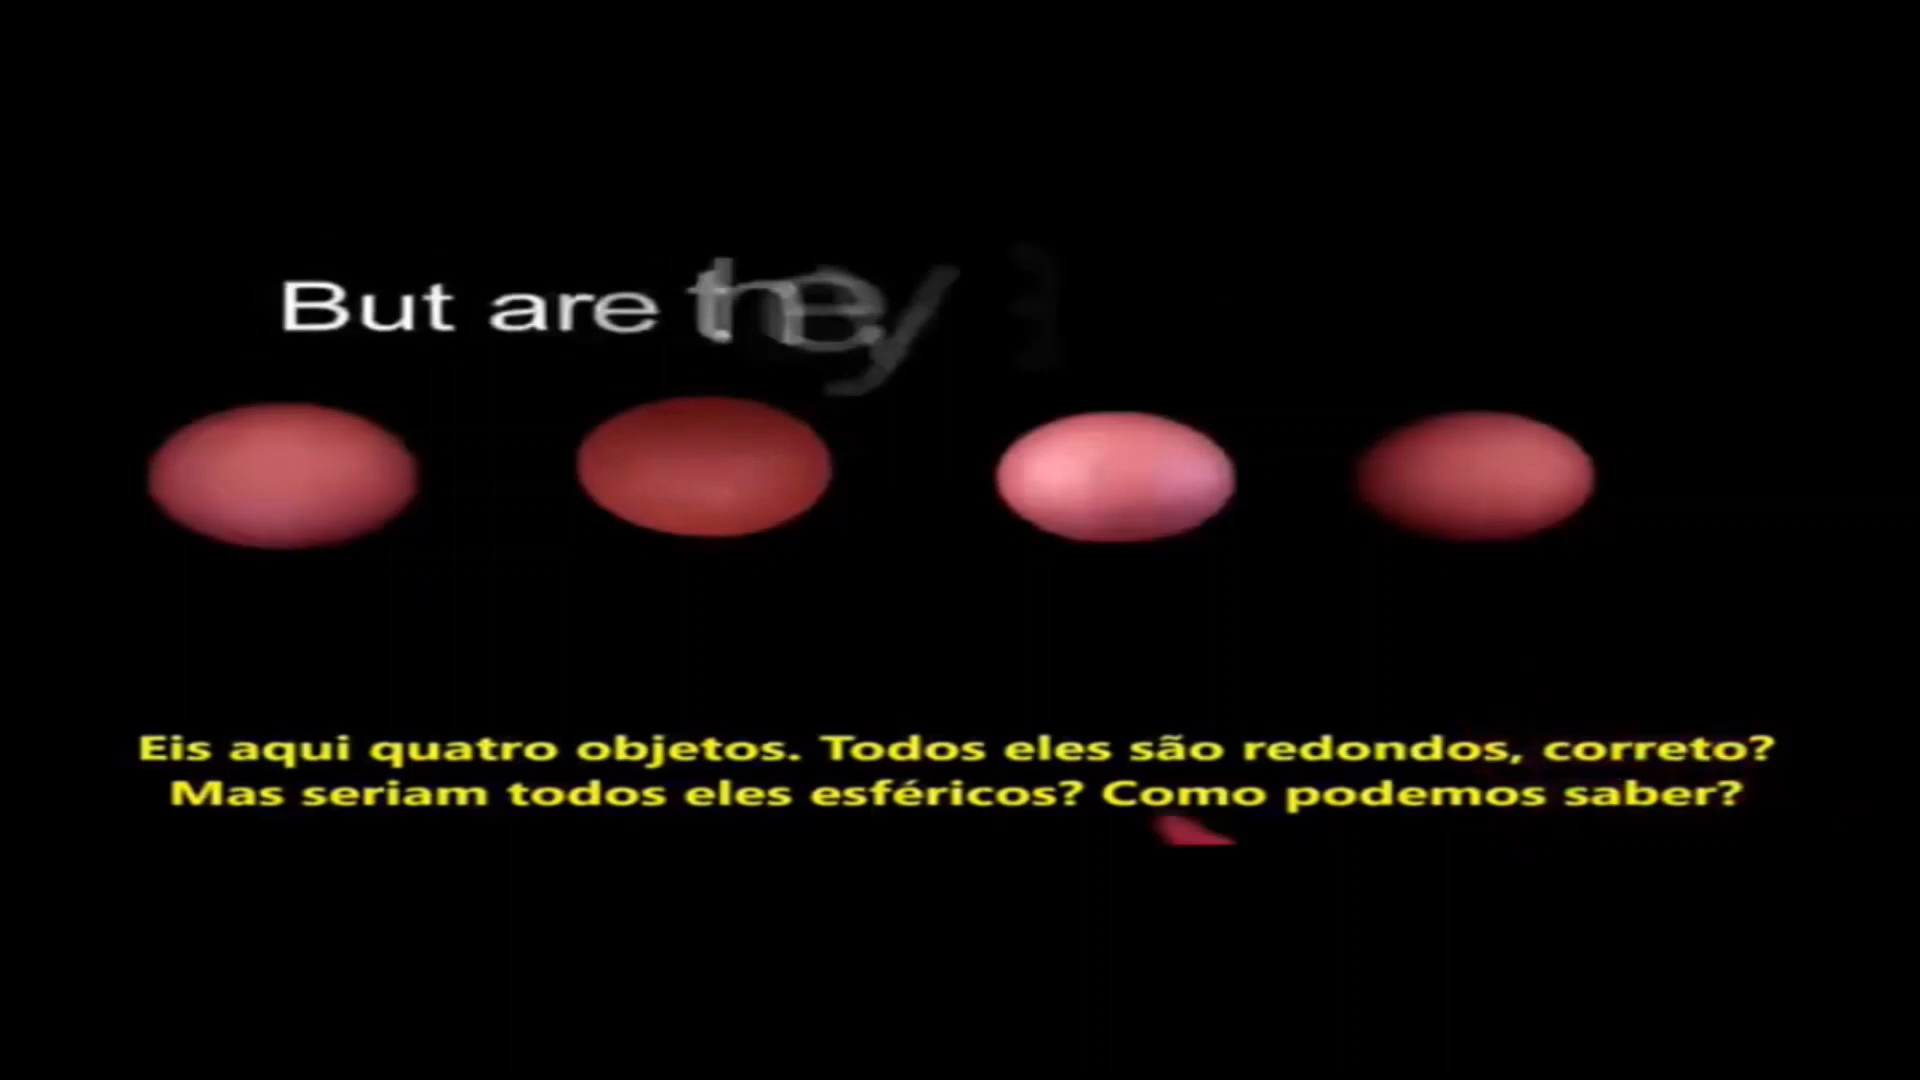 But are they
Eis aqui quatro objetos. Todos eles são redondos, correto?
Mas seriam todos eles esféricos? Como podemos saber?